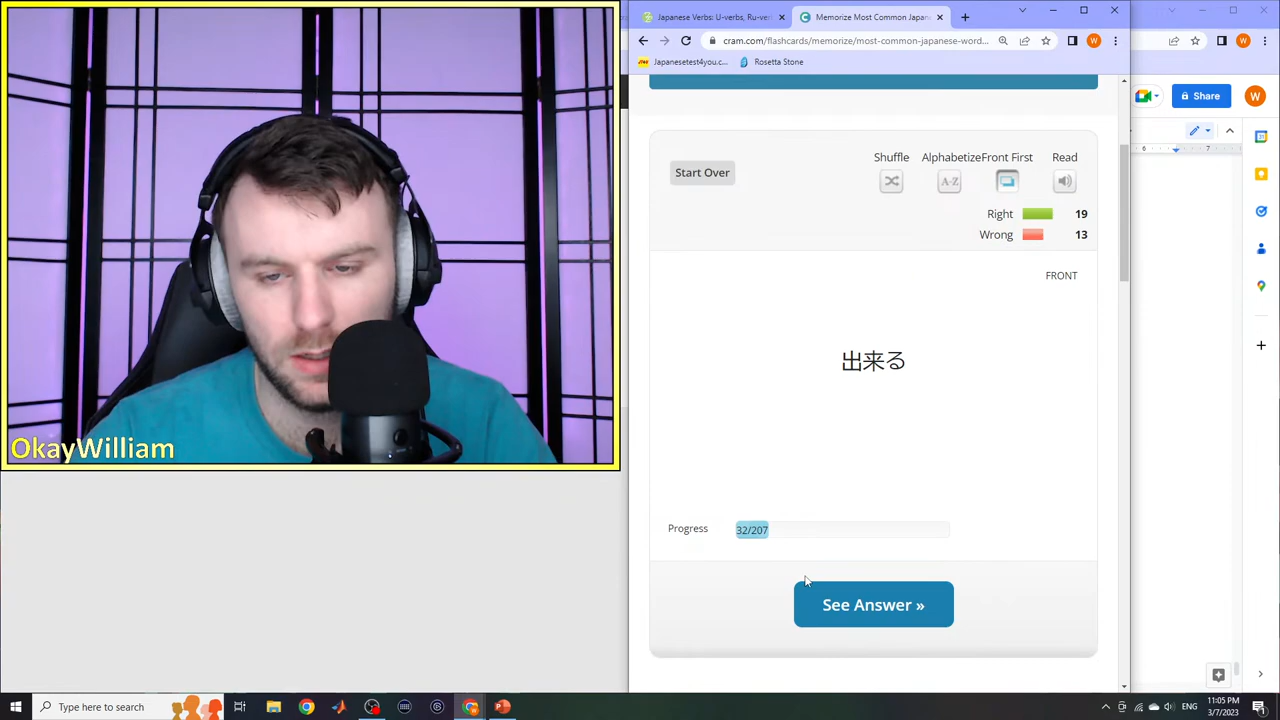 Japanese Verbs: U-verbs, Ru-ver
Memorize Most Common Japan
cram.com/flashcards/memorize/most-common-japanese-word...
W
W
Japanesetest4you.c...
Rosetta Stone
Share
W
Start Over
Shuffle
Alphabetize
Front First
Read
A-Z
Right 19
Wrong 13
FRONT
出来る
Progress
32/207
See Answer »
6
7
OkayWilliam
Type here to search
11:05 PM
3/7/2023